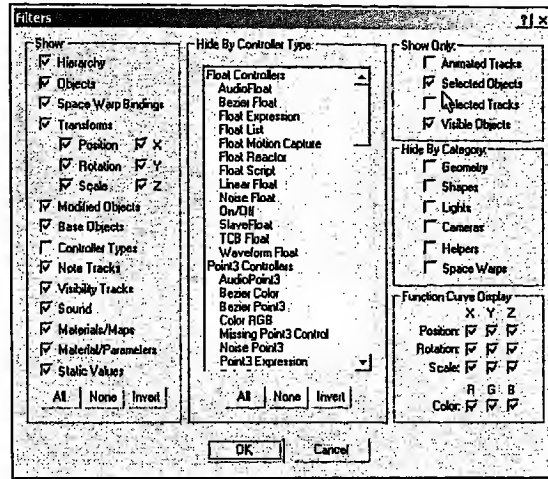 Filters
Show
Hierarchy
Objects
Space Warp Bindings
Transforms
Position X
Rotation Y
Scale Z
Modified Objects
Base Objects
Controller Types
Note Tracks
Visibility Tracks
Sound
Materials/Maps
Material/Parameters
Static Values
All None Invert
Hide By Controller Type:
Float Controllers
AudioFloat
Bezier Float
Float Expression
Float List
Float Motion Capture
Float Reactor
Float Script
Linear Float
Noise Float
On/Off
SlaveFloat
TCB Float
Waveform Float
Point3 Controllers
AudioPoint3
Bezier Color
Bezier Point3
Color RGB
Missing Point3 Control
Noise Point3
Point3 Expression
All None Invert
Show Only:
Animated Tracks
Selected Objects
Selected Tracks
Visible Objects
Hide By Category:
Geometry
Shapes
Lights
Cameras
Helpers
Space Warps
Function Curve Display
X Y Z
Position:
Rotation:
Scale:
R G B
Color:
OK Cancel